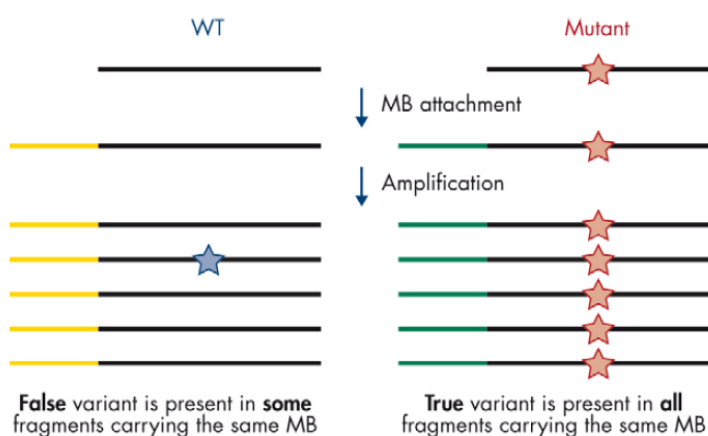 WT
Mutant
MB attachment
Amplification
False variant is present in some
fragments carrying the same MB
True variant is present in all
fragments carrying the same MB